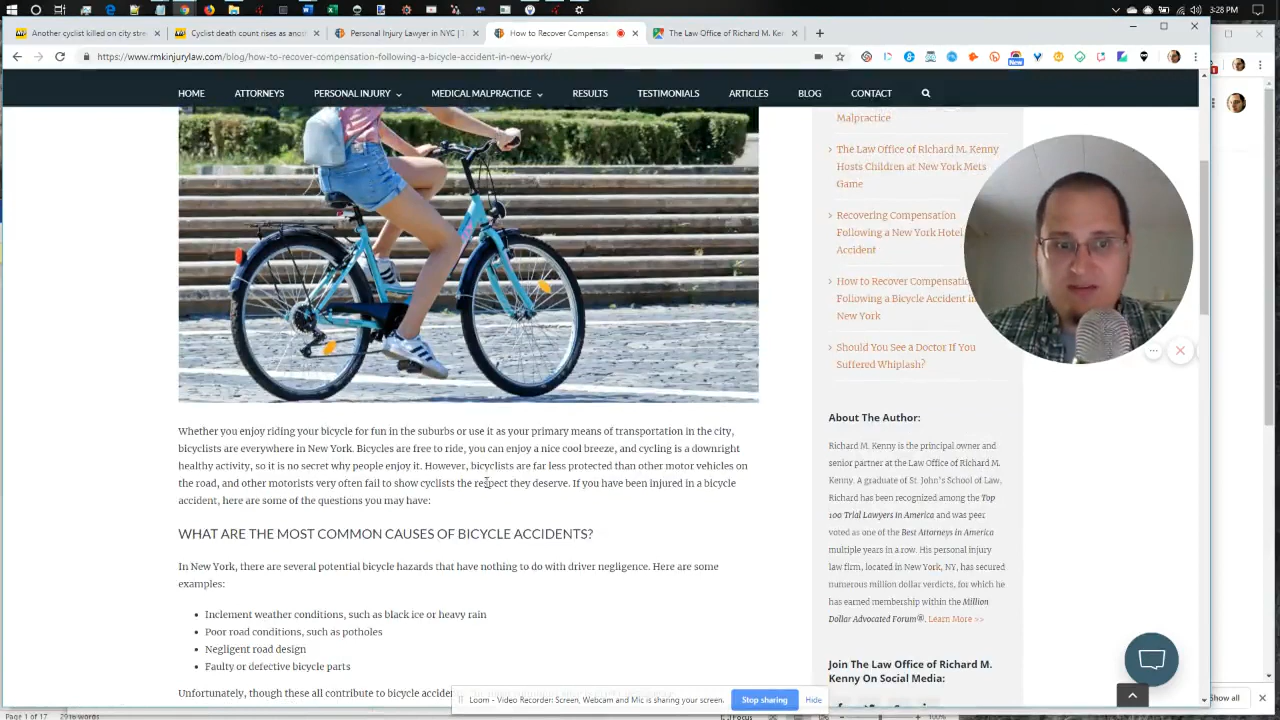 3:28 PM
Another cyclist killed on city stre
Cyclist death count rises as anoth
Personal Injury Lawyer in NYC | T
How to Recover Compensa
The Law Office of Richard M. Ke
https://www.rmkinjurylaw.com/blog/how-to-recover-compensation-following-a-bicycle-accident-in-new-york/
New
HOME
ATTORNEYS
PERSONAL INJURY
MEDICAL MALPRACTICE
RESULTS
TESTIMONIALS
ARTICLES
BLOG
CONTACT
Malpractice
The Law Office of Richard M. Kenny
Hosts Children at New York Mets
Game
Recovering Compensation
Following a New York Hotel
Accident
How to Recover Compensatio
Following a Bicycle Accident in
New York
Should You See a Doctor If You
Suffered Whiplash?
Whether you enjoy riding your bicycle for fun in the suburbs or use it as your primary means of transportation in the city,
bicyclists are everywhere in New York. Bicycles are free to ride, you can enjoy a nice cool breeze, and cycling is a downright
healthy activity, so it is no secret why people enjoy it. However, bicyclists are far less protected than other motor vehicles on
the road, and other motorists very often fail to show cyclists the respect they deserve. If you have been injured in a bicycle
accident, here are some of the questions you may have:
WHAT ARE THE MOST COMMON CAUSES OF BICYCLE ACCIDENTS?
In New York, there are several potential bicycle hazards that have nothing to do with driver negligence. Here are some
examples:
Inclement weather conditions, such as black ice or heavy rain
Poor road conditions, such as potholes
Negligent road design
Faulty or defective bicycle parts
Unfortunately, though these all contribute to bicycle accide
About The Author:
Richard M. Kenny is the principal owner and
senior partner at the Law Office of Richard M.
Kenny. A graduate of St. John's School of Law,
Richard has been recognized among the Top
100 Trial Lawyers in America and was peer
voted as one of the Best Attorneys in America
multiple years in a row. His personal injury
law firm, located in New York, NY, has secured
numerous million dollar verdicts, for which he
has earned membership within the Million
Dollar Advocated Forum®. Learn More >>
Join The Law Office of Richard M.
Kenny On Social Media:
Loom - Video Recorder: Screen, Webcam and Mic is sharing your screen.
Stop sharing
Hide
Show all
Page 1 of 17
2916 words
Focus
100%